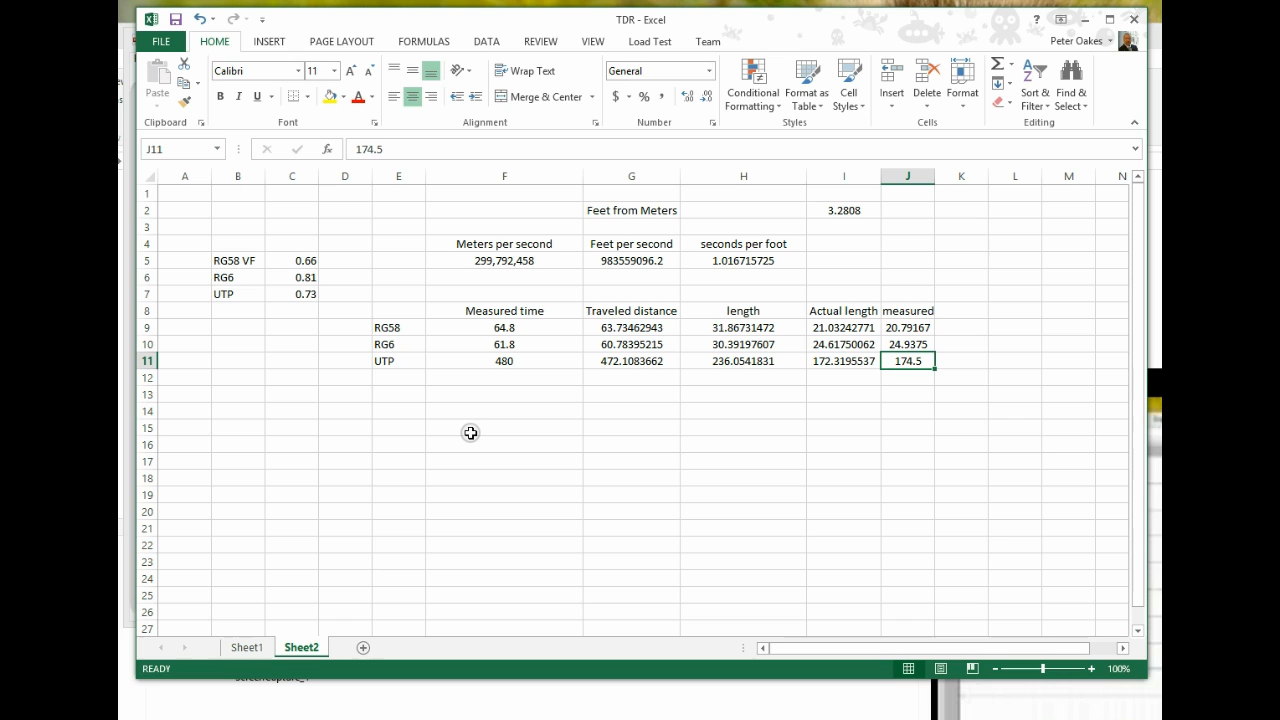 TDR - Excel
?
FILE HOME INSERT PAGE LAYOUT FORMULAS DATA REVIEW VIEW Load Test Team Peter Oakes
Calibri 11 Wrap Text General
Paste B I U Merge & Center $ % Conditional Formatting Format as Table Cell Styles Insert Delete Format Sort & Filter Find & Select
Clipboard Font Alignment Number Styles Cells Editing
J11 fx 174.5
A B C D E F G H I J K L M N
1
2 Feet from Meters 3.2808
3
4 Meters per second Feet per second seconds per foot
5 RG58 VF 0.66 299,792,458 983559096.2 1.016715725
6 RG6 0.81
7 UTP 0.73
8 Measured time Traveled distance length Actual length measured
9 RG58 64.8 63.73462943 31.86731472 21.03242771 20.79167
10 RG6 61.8 60.78395215 30.39197607 24.61750062 24.9375
11 UTP 480 472.1083662 236.0541831 172.3195537 174.5
12
13
14
15
16
17
18
19
20
21
22
23
24
25
26
27
Sheet1 Sheet2
READY 100%